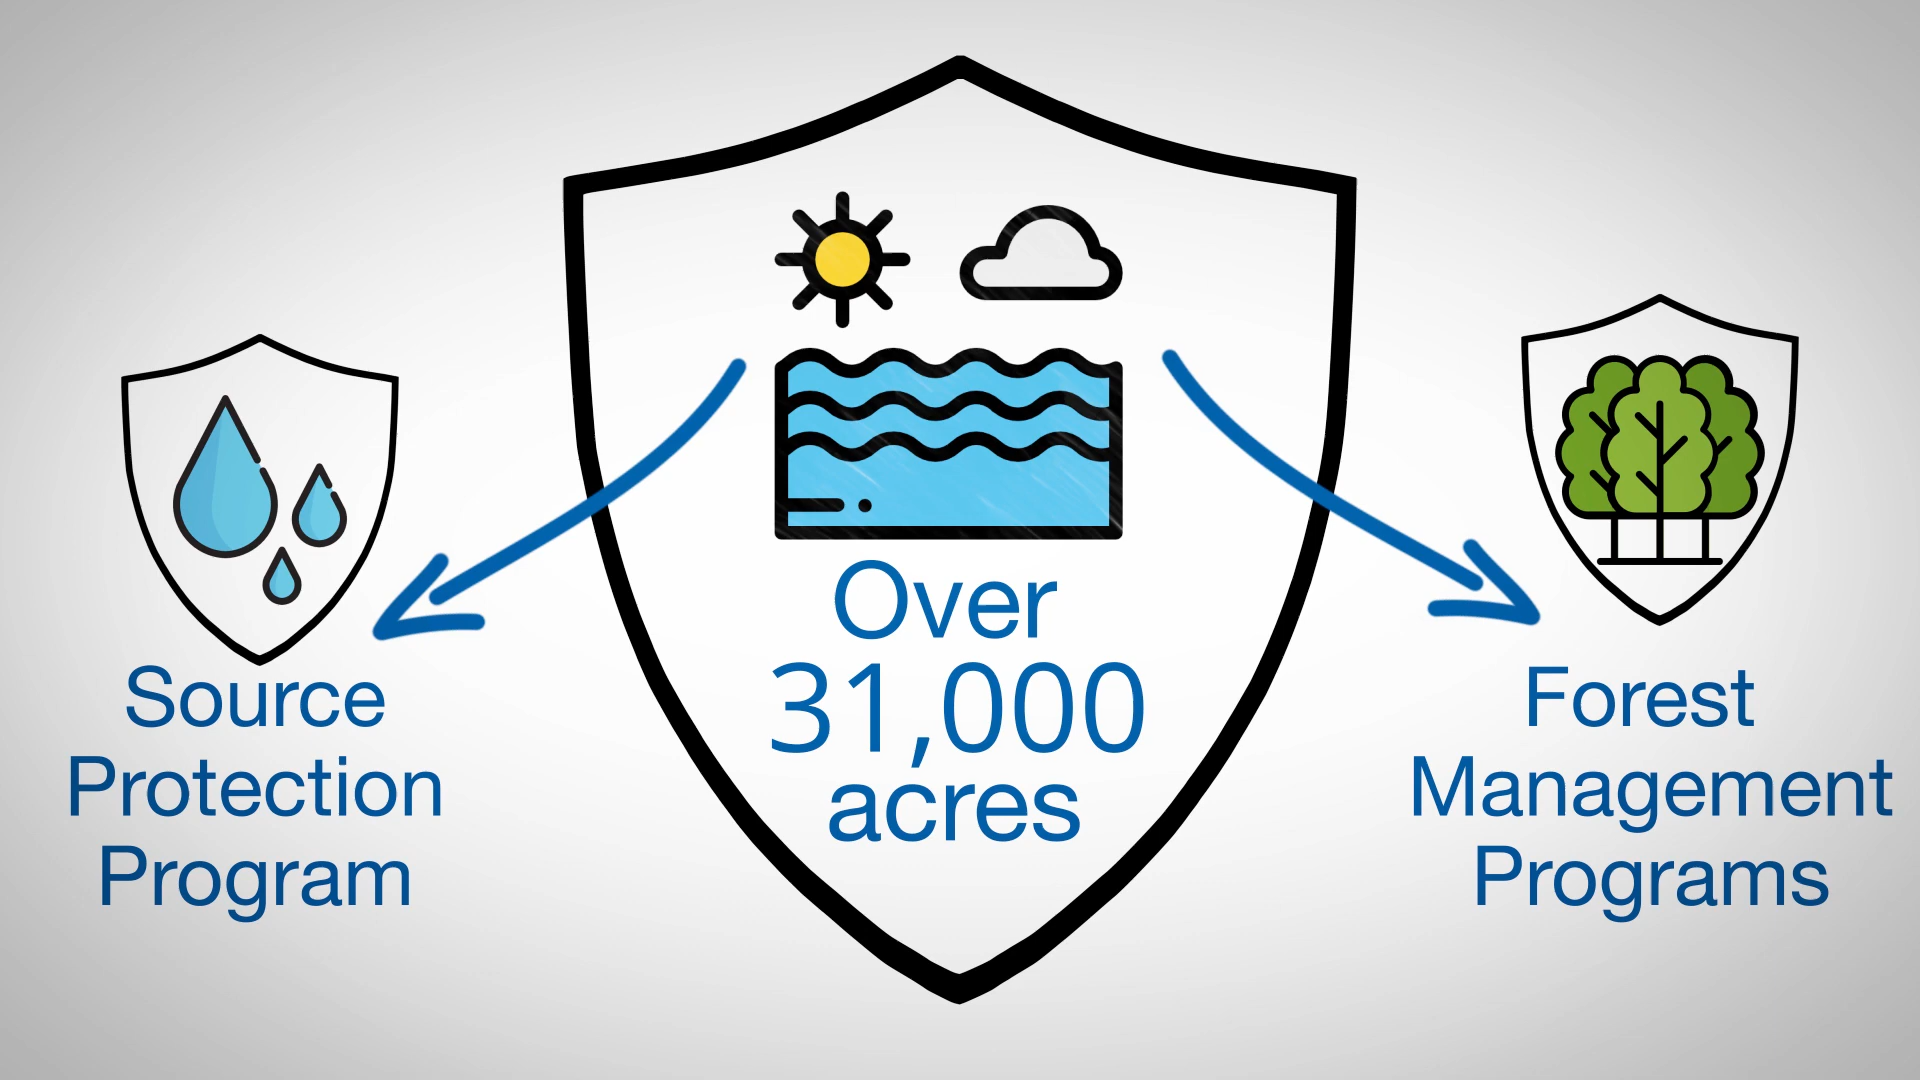 Over
31,000
acres
Source
Protection
Program
Forest
Management
Programs